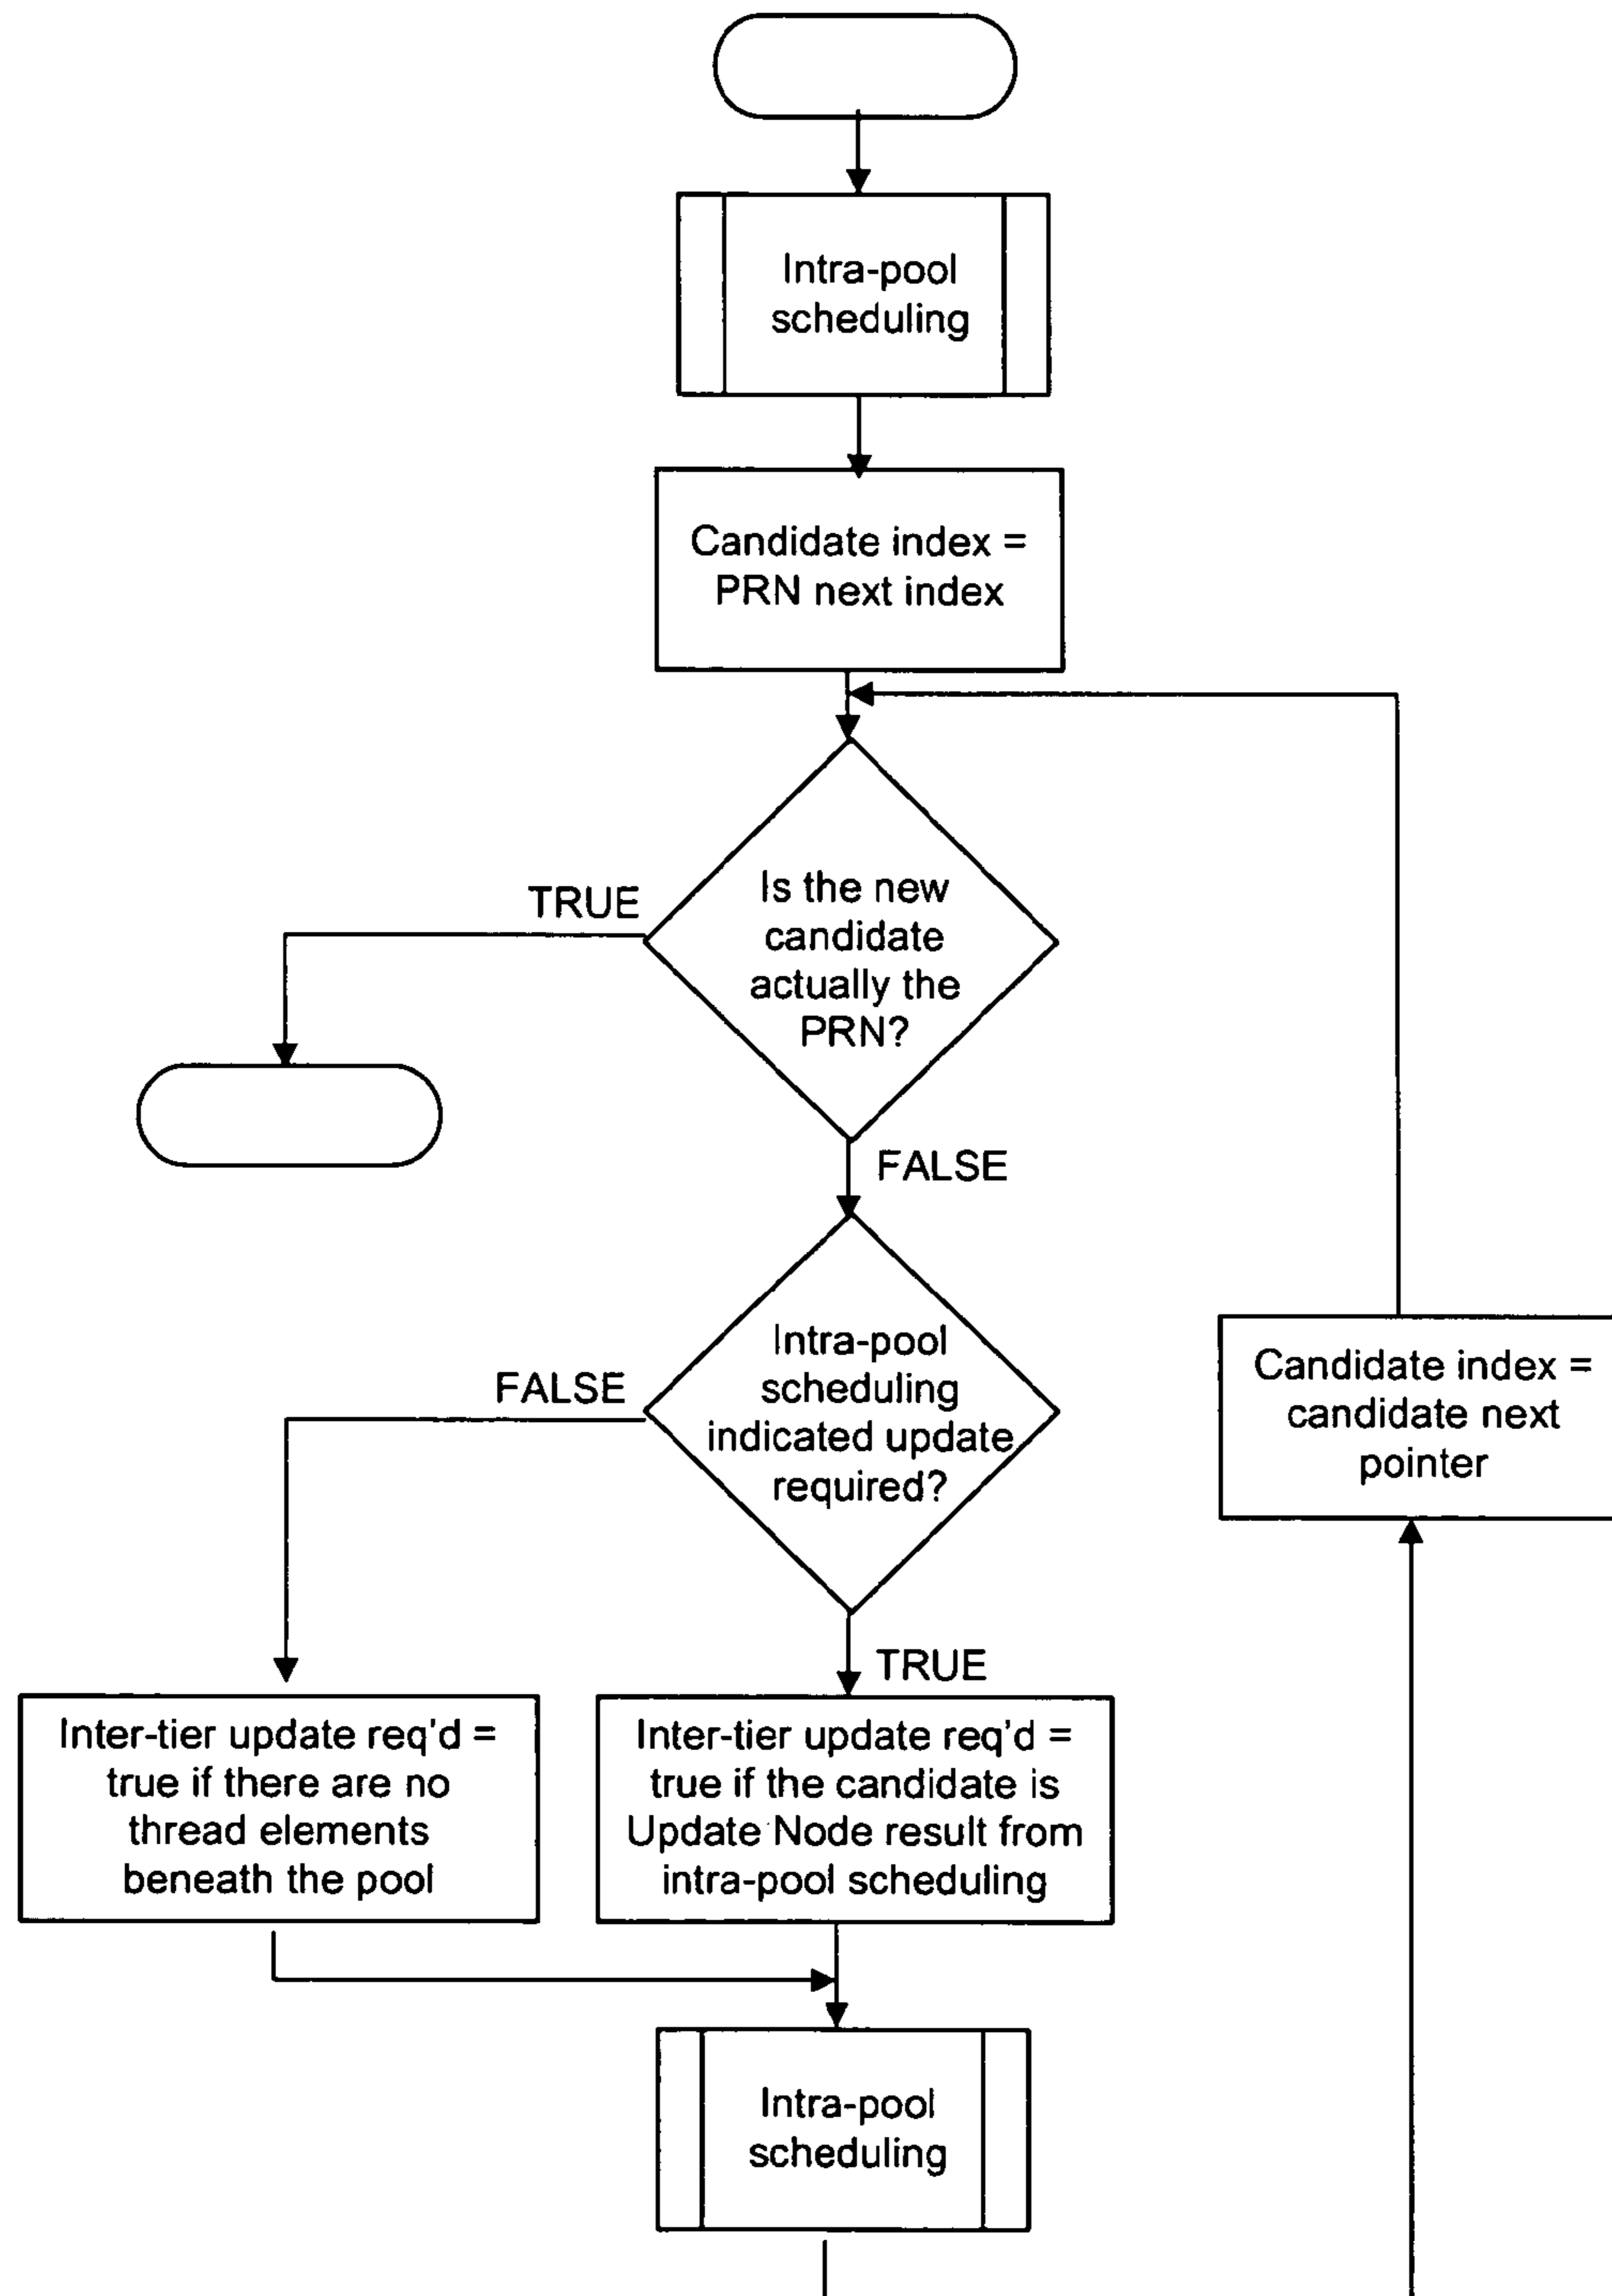 Intra-pool
scheduling
Candidate index =
PRN next index
Is the new
candidate
actually the
PRN?
TRUE
FALSE
Intra-pool
scheduling
indicated update
required?
FALSE
TRUE
Candidate index =
candidate next
pointer
Inter-tier update req'd =
true if there are no
thread elements
beneath the pool
Inter-tier update req'd =
true if the candidate is
Update Node result from
intra-pool scheduling
Intra-pool
scheduling